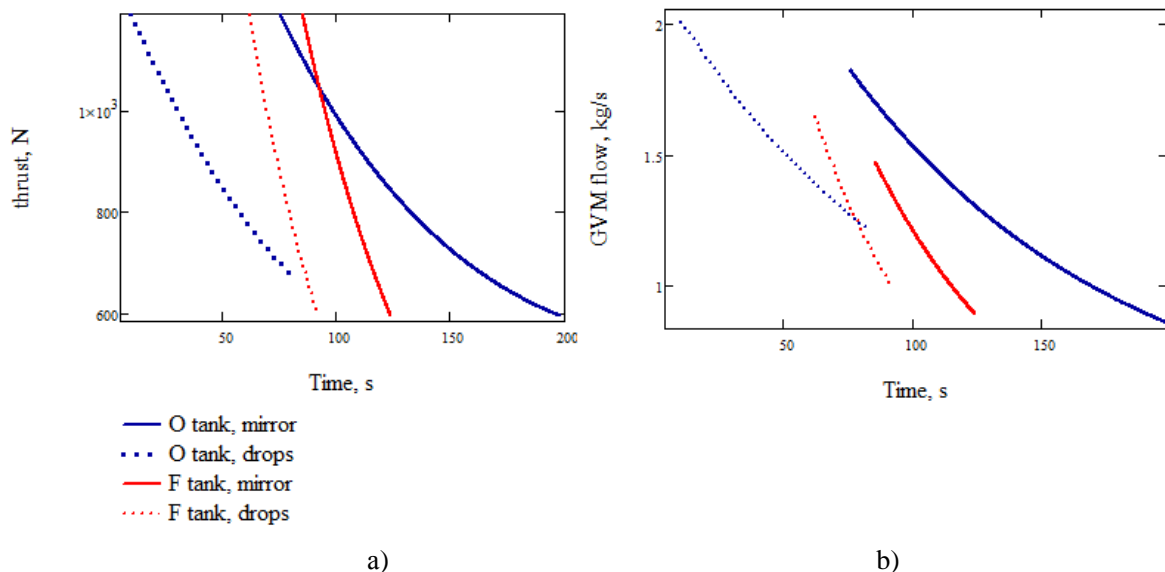 thrust, N
1×10³
800
600
50
100
150
200
Time, s
O tank, mirror
O tank, drops
F tank, mirror
F tank, drops
a)
GVM flow, kg/s
2
1.5
1
50
100
150
Time, s
b)